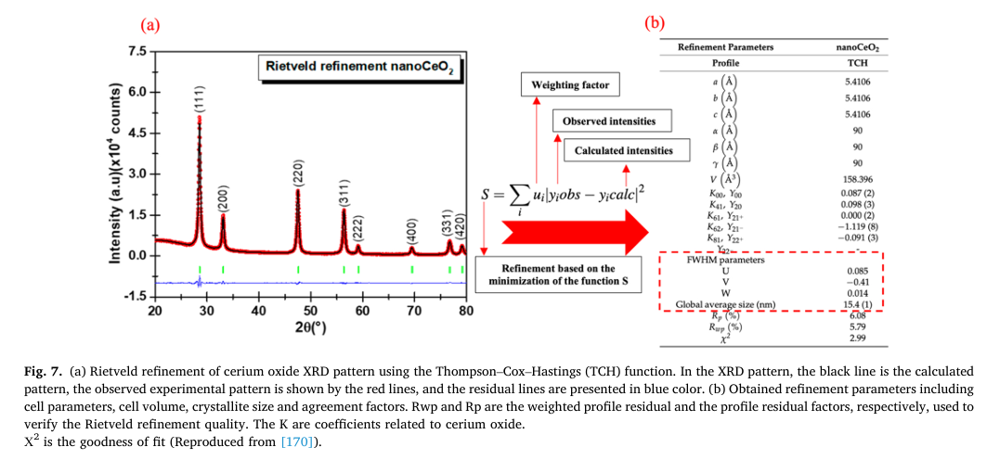 (a)
(b)
Rietveld refinement nanoCeO₂
Intensity (a.u)(x10⁴ counts)
7.5
6.0
4.5
3.0
1.5
0.0
-1.5
(111)
(200)
(220)
(311)
(222)
(400)
(331)
(420)
20 30 40 50 60 70 80
2θ(°)
Weighting factor
Observed intensities
Calculated intensities
S = ∑ᵢ uᵢ|yᵢobs − yᵢcalc|²
Refinement based on the
minimization of the function S
Refinement Parameters nanoCeO₂
Profile TCH
a (Å) 5.4106
b (Å) 5.4106
c (Å) 5.4106
α (Å) 90
β (Å) 90
γ (Å) 90
V (Å³) 158.396
K₀₀, Y₀₀ 0.087 (2)
K₄₁, Y₂₀ 0.098 (3)
K₆₁, Y₂₁₊ 0.000 (2)
K₆₂, Y₂₁₋ −1.119 (8)
K₈₁, Y₂₂₊ −0.091 (3)
Y₂₂₋ -
FWHM parameters
U 0.085
V −0.41
W 0.014
Global average size (nm) 15.4 (1)
Rₚ (%) 6.08
R_wp (%) 5.79
χ² 2.99
Fig. 7. (a) Rietveld refinement of cerium oxide XRD pattern using the Thompson–Cox–Hastings (TCH) function. In the XRD pattern, the black line is the calculated
pattern, the observed experimental pattern is shown by the red lines, and the residual lines are presented in blue color. (b) Obtained refinement parameters including
cell parameters, cell volume, crystallite size and agreement factors. Rwp and Rp are the weighted profile residual and the profile residual factors, respectively, used to
verify the Rietveld refinement quality. The K are coefficients related to cerium oxide.
X² is the goodness of fit (Reproduced from [170]).